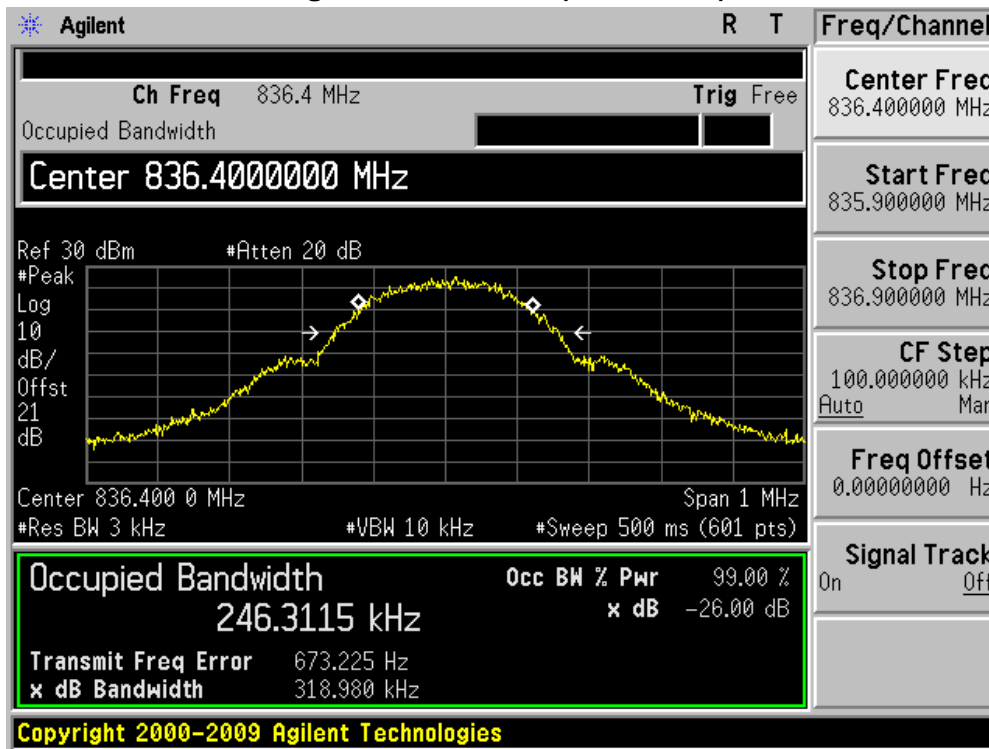 Agilent R T
Ch Freq 836.4 MHz Trig Free
Occupied Bandwidth
Center 836.4000000 MHz
Ref 30 dBm #Atten 20 dB
#Peak
Log
10
dB/
Offst
21
dB
Center 836.400 0 MHz Span 1 MHz
#Res BW 3 kHz #VBW 10 kHz #Sweep 500 ms (601 pts)
Occupied Bandwidth
246.3115 kHz
Occ BW % Pwr 99.00 %
x dB -26.00 dB
Transmit Freq Error 673.225 Hz
x dB Bandwidth 318.980 kHz
Copyright 2000-2009 Agilent Technologies
Freq/Channel
Center Freq
836.400000 MHz
Start Freq
835.900000 MHz
Stop Freq
836.900000 MHz
CF Step
100.000000 kHz
Auto Man
Freq Offset
0.00000000 Hz
Signal Track
On Off